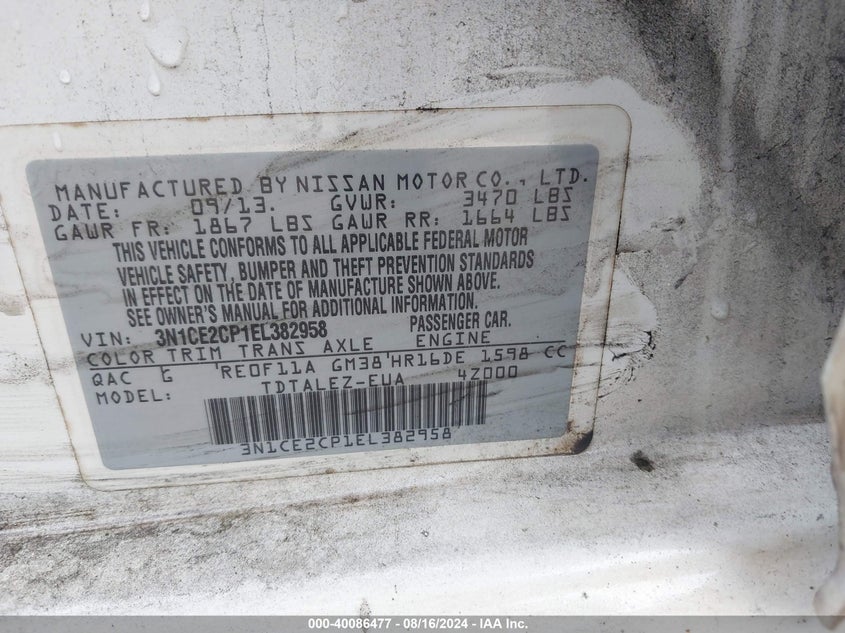 MANUFACTURED BY NISSAN MOTOR CO., LTD.
DATE: 09/13. GVWR: 3470 LBS
GAWR FR: 1867 LBS GAWR RR: 1664 LBS
THIS VEHICLE CONFORMS TO ALL APPLICABLE FEDERAL MOTOR
VEHICLE SAFETY, BUMPER AND THEFT PREVENTION STANDARDS
IN EFFECT ON THE DATE OF MANUFACTURE SHOWN ABOVE.
SEE OWNER'S MANUAL FOR ADDITIONAL INFORMATION.
VIN: 3N1CE2CP1EL382958 PASSENGER CAR.
COLOR TRIM TRANS AXLE ENGINE
QAC G RE0F11A GM38 HR16DE 1598 CC
MODEL: TDTALEZ-EUA 4Z000
3N1CE2CP1EL382958
000-40086477 - 08/16/2024 - IAA Inc.